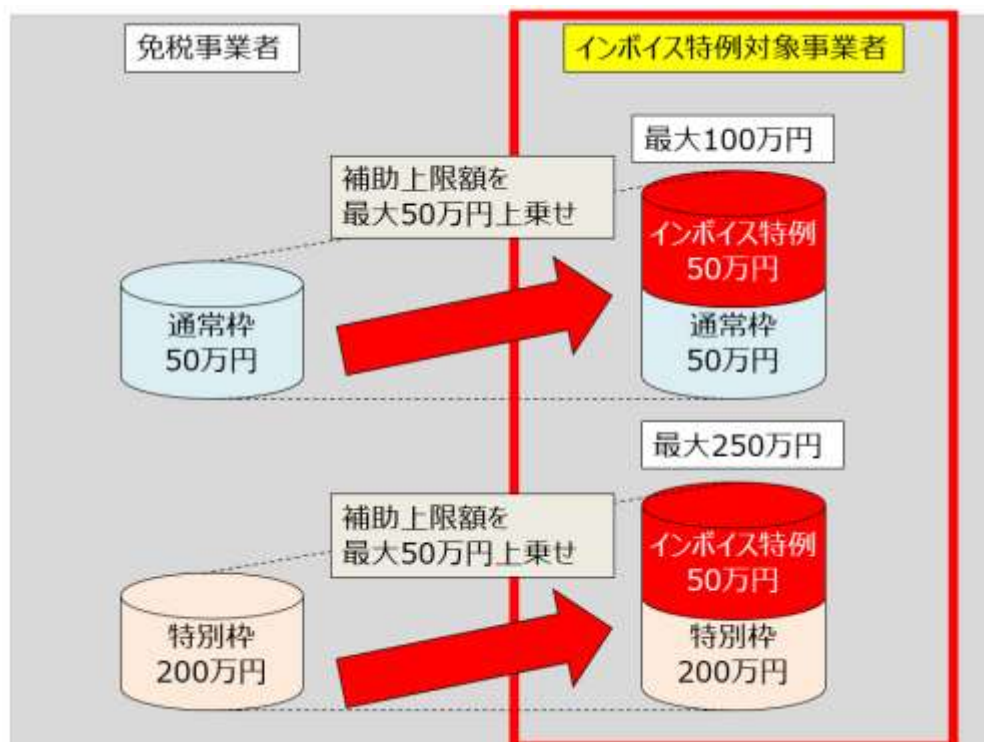 免税事業者
インボイス特例対象事業者
最大100万円
補助上限額を
最大50万円上乗せ
インボイス特例
50万円
通常枠
50万円
通常枠
50万円
最大250万円
補助上限額を
最大50万円上乗せ
インボイス特例
50万円
特別枠
200万円
特別枠
200万円